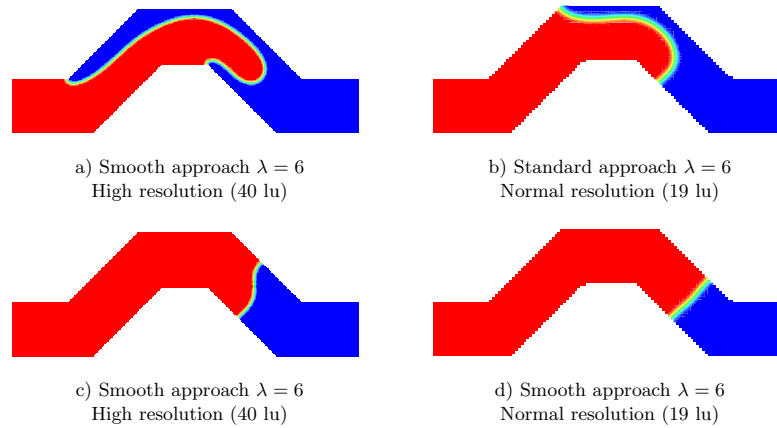 a) Smooth approach λ = 6
High resolution (40 lu)
b) Standard approach λ = 6
Normal resolution (19 lu)
c) Smooth approach λ = 6
High resolution (40 lu)
d) Smooth approach λ = 6
Normal resolution (19 lu)